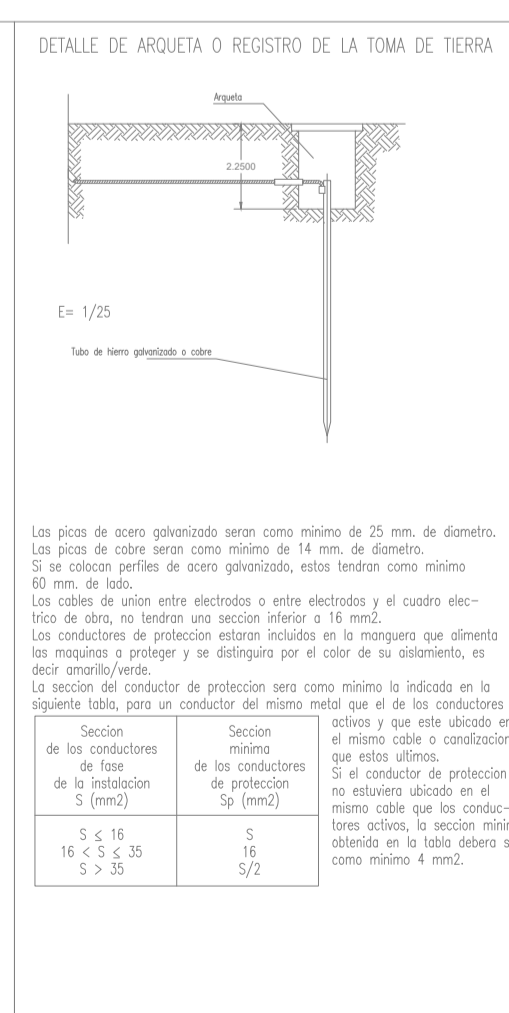 DETALLE DE ARQUETA O REGISTRO DE LA TOMA DE TIERRA
Arqueta
2.2500
E= 1/25
Tubo de hierro galvanizado o cobre
Las picas de acero galvanizado seran como minimo de 25 mm. de diametro.
Las picas de cobre seran como minimo de 14 mm. de diametro.
Si se colocan perfiles de acero galvanizado, estos tendran como minimo
60 mm. de lado.
Los cables de union entre electrodos o entre electrodos y el cuadro elec-
trico de obra, no tendran una seccion inferior a 16 mm2.
Los conductores de proteccion estaran incluidos en la manguera que alimenta
las maquinas a proteger y se distinguira por el color de su aislamiento, es
decir amarillo/verde.
La seccion del conductor de proteccion sera como minimo la indicada en la
siguiente tabla, para un conductor del mismo metal que el de los conductores
activos y que este ubicado
el mismo cable o canalizacion
que estos ultimos.
Si el conductor de proteccion
no estuviera ubicado en el
mismo cable que los conduc-
tores activos, la seccion
obtenida en la tabla debera
como minimo 4 mm2.
Seccion
de los conductores
de fase
de la instalacion
S (mm2)
Seccion
minima
de los conductores
de proteccion
Sp (mm2)
S ≤ 16
S
16 < S ≤ 35
16
S > 35
S/2